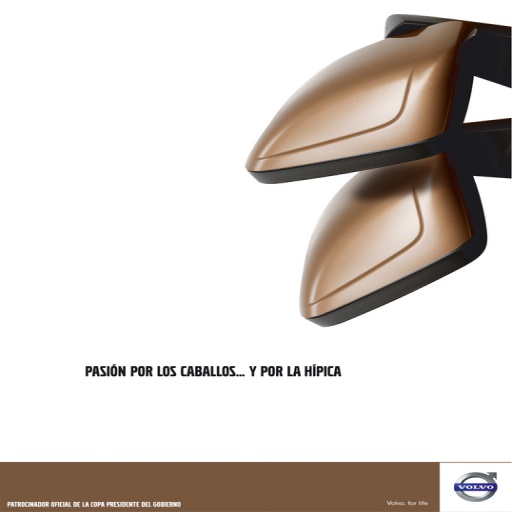 PASIÓN POR LOS CABALLOS... Y POR LA HÍPICA
PATROCINADOR OFICIAL DE LA COPA PRESIDENTE DEL GOBIERNO
Volvo. for life
VOLVO